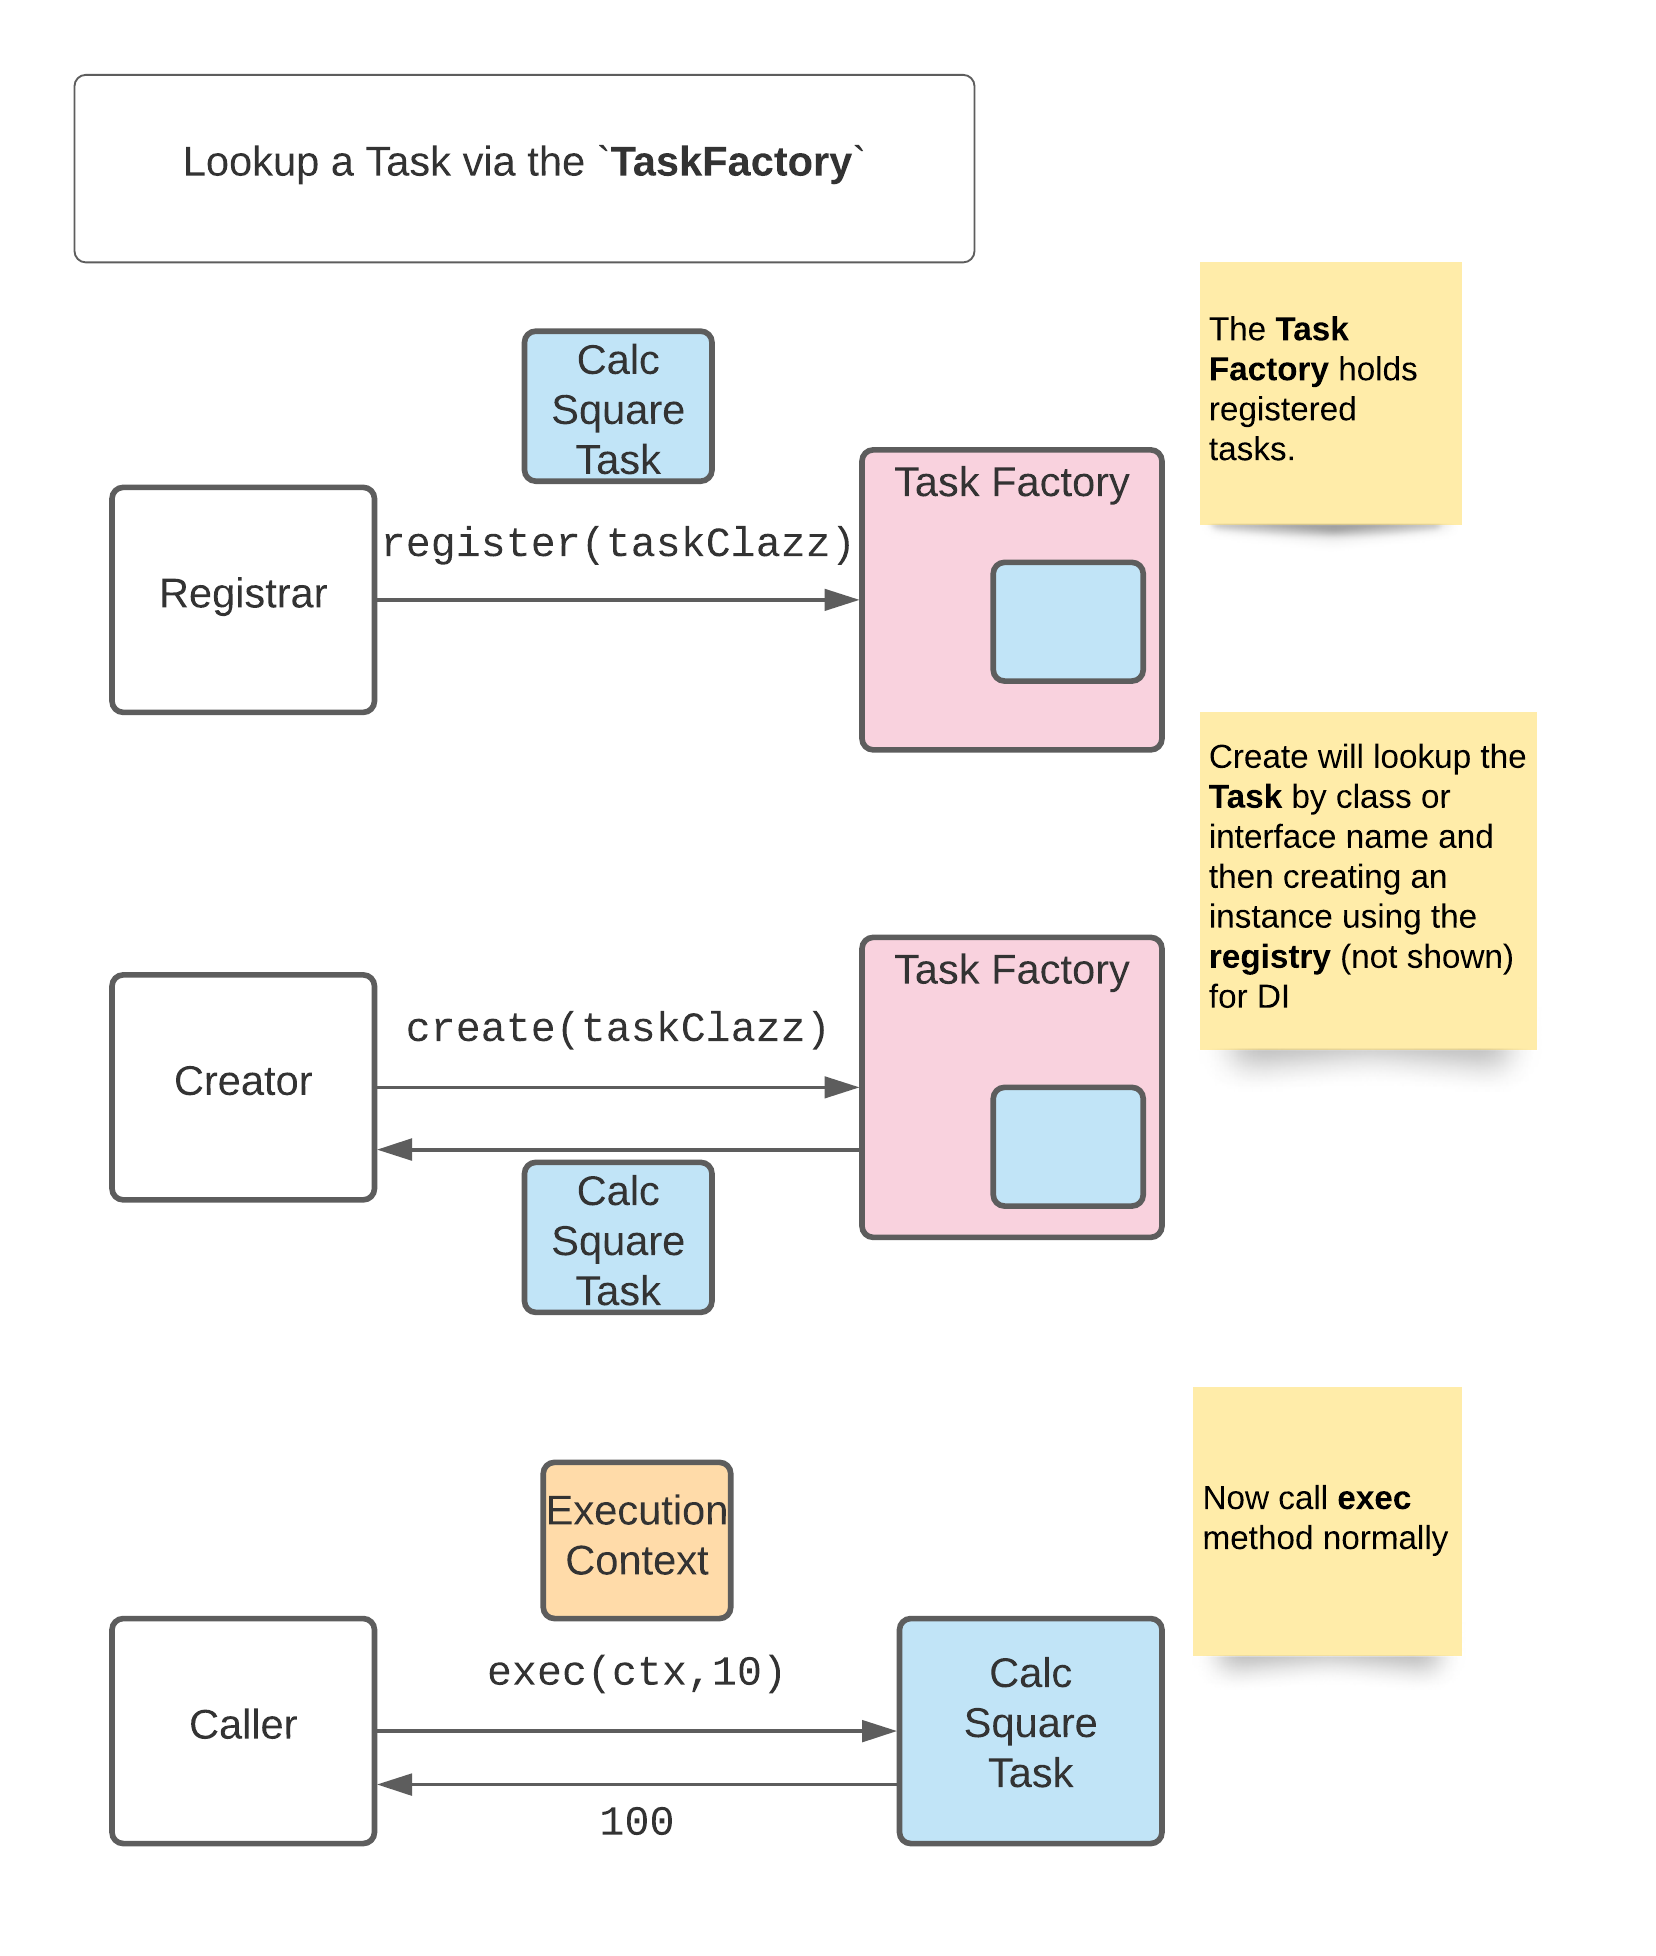 Lookup a Task via the `TaskFactory`
The Task
Factory holds
registered
tasks.
Calc
Square
Task
Task Factory
register(taskClazz)
Registrar
Create will lookup the
Task by class or
interface name and
then creating an
instance using the
registry (not shown)
for DI
Task Factory
create(taskClazz)
Creator
Calc
Square
Task
Now call exec
method normally
Execution
Context
exec(ctx,10)
Caller
Calc
Square
Task
100